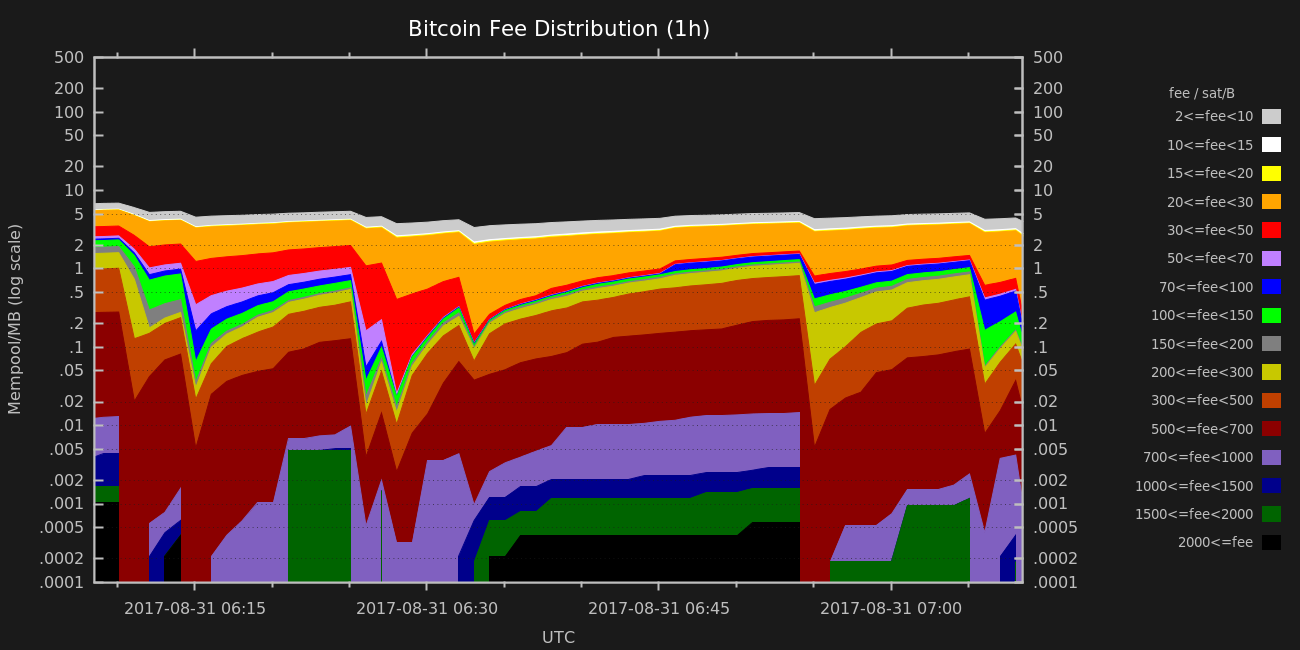 Bitcoin Fee Distribution (1h)
500 500
200 200
100 100
50 50
20 20
10 10
5 5
2 2
1 1
.5 .5
.2 .2
.1 .1
.05 .05
.02 .02
.01 .01
.005 .005
.002 .002
.001 .001
.0005 .0005
.0002 .0002
.0001 .0001
Mempool/MB (log scale)
2017-08-31 06:15 2017-08-31 06:30 2017-08-31 06:45 2017-08-31 07:00
UTC
fee / sat/B
2<=fee<10
10<=fee<15
15<=fee<20
20<=fee<30
30<=fee<50
50<=fee<70
70<=fee<100
100<=fee<150
150<=fee<200
200<=fee<300
300<=fee<500
500<=fee<700
700<=fee<1000
1000<=fee<1500
1500<=fee<2000
2000<=fee